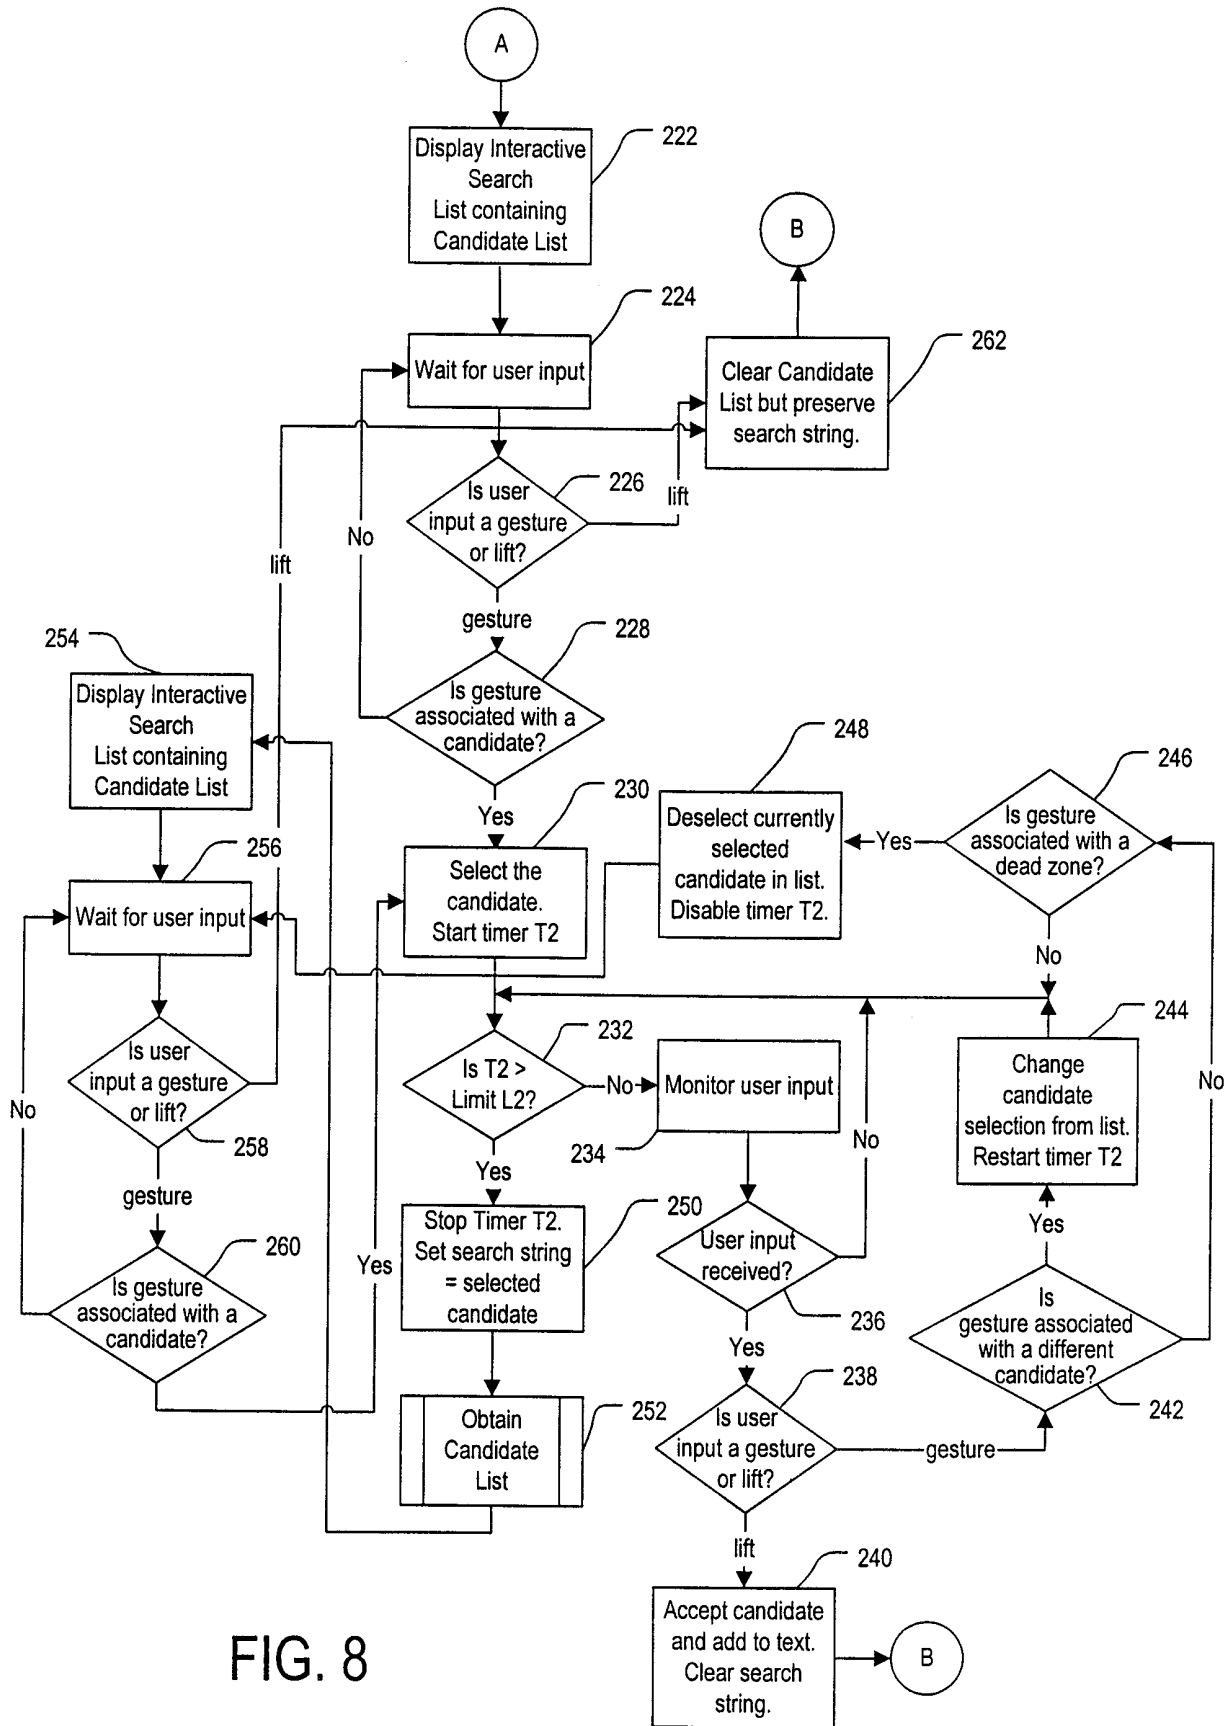 A
Display Interactive
Search
List containing
Candidate List
222
B
224
Wait for user input
262
Clear Candidate
List but preserve
search string.
Is user
input a gesture
or lift?
226
lift
No
lift
gesture
228
Is gesture
associated with a
candidate?
254
Display Interactive
Search
List containing
Candidate List
248
246
Is gesture
associated with a
dead zone?
Yes
Deselect currently
selected
candidate in list.
Disable timer T2.
Yes
230
Select the
candidate.
Start timer T2
256
Wait for user input
No
232
244
Is T2 >
Limit L2?
No
Monitor user input
234
Change
candidate
selection from list.
Restart timer T2
No
No
Is user
input a gesture
or lift?
258
No
Yes
gesture
250
Stop Timer T2.
Set search string
= selected
candidate
User input
received?
236
Yes
260
Is gesture
associated with a
candidate?
Yes
Is
gesture associated
with a different
candidate?
242
Yes
238
Is user
input a gesture
or lift?
gesture
Obtain
Candidate
List
252
lift
240
Accept candidate
and add to text.
Clear search
string.
B
FIG. 8